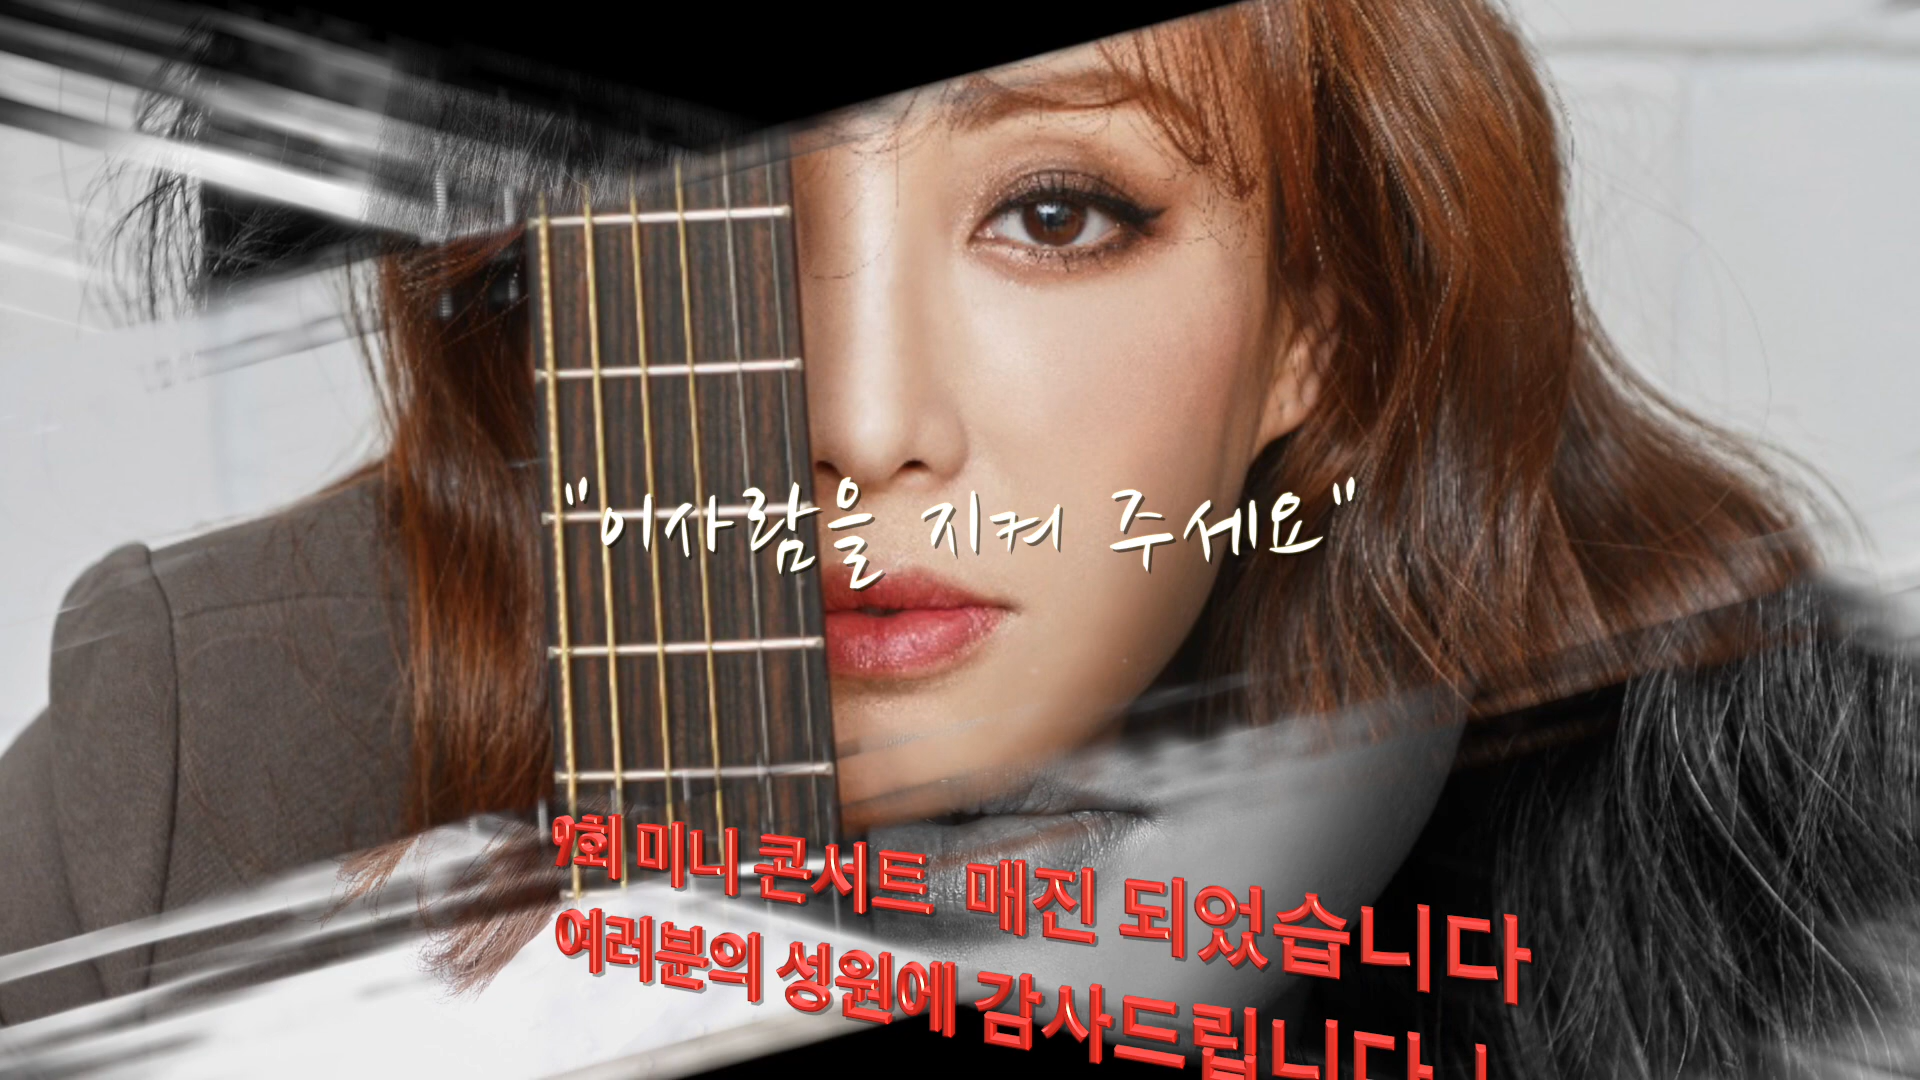 "이사람을 지켜 주세요"
9회 미니 콘서트 매진 되었습니다
여러분의 성원에 감사드립니다 !